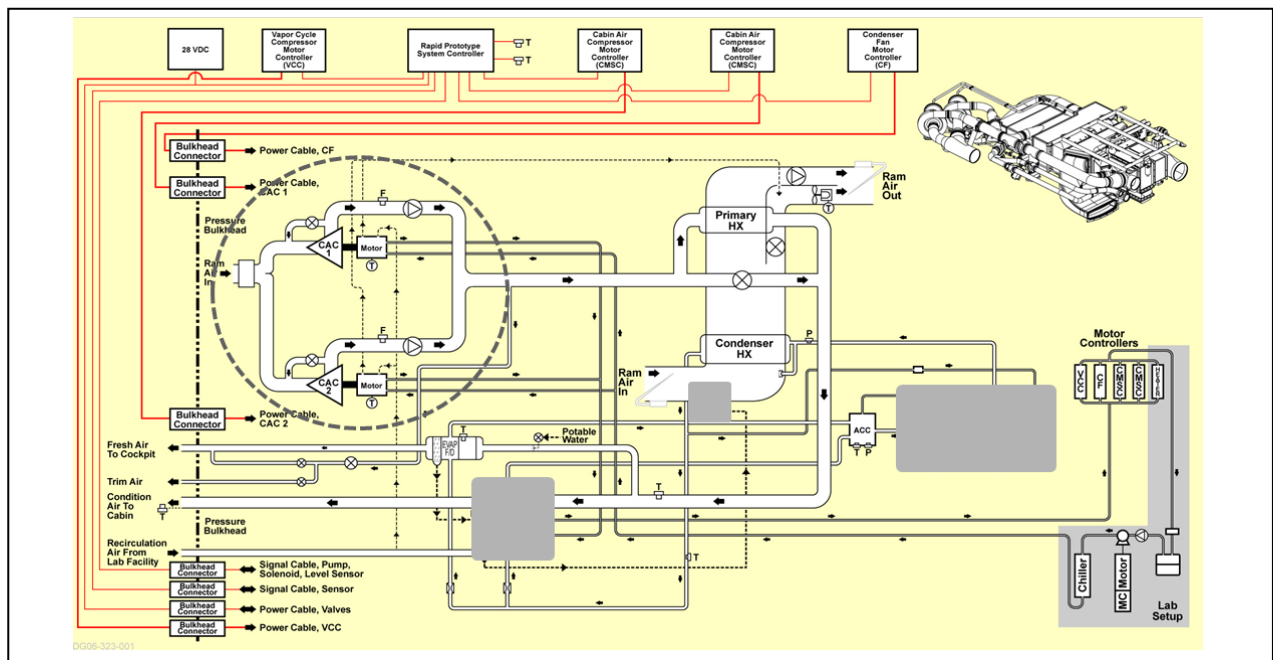 28 VDC
Vapor Cycle
Compressor
Motor
Controller
(VCC)
Rapid Prototype
System Controller
T
T
Cabin Air
Compressor
Motor
Controller
(CMSC)
Cabin Air
Compressor
Motor
Controller
(CMSC)
Condenser
Fan
Motor
Controller
(CF)
Bulkhead
Connector
Power Cable, CF
Bulkhead
Connector
Power Cable,
CAC 1
Pressure
Bulkhead
F
CAC
1
Motor
T
Ram
Air
In
F
CAC
2
Motor
T
Ram
Air
Out
T
Primary
HX
Condenser
HX
P
Ram
Air
In
Motor
Controllers
VCC
CF
CMSC
CMSC
HEATER
Bulkhead
Connector
Power Cable,
CAC 2
Fresh Air
To Cockpit
EVAP
F/D
T
Potable
Water
ACC
T P
Trim Air
Condition
Air To
Cabin
T
T
Pressure
Bulkhead
Recirculation
Air From
Lab Facility
T
Bulkhead
Connector
Signal Cable, Pump,
Solenoid, Level Sensor
Bulkhead
Connector
Signal Cable, Sensor
Bulkhead
Connector
Power Cable, Valves
Bulkhead
Connector
Power Cable, VCC
Chiller
MC Motor
Lab
Setup
DG06-323-001